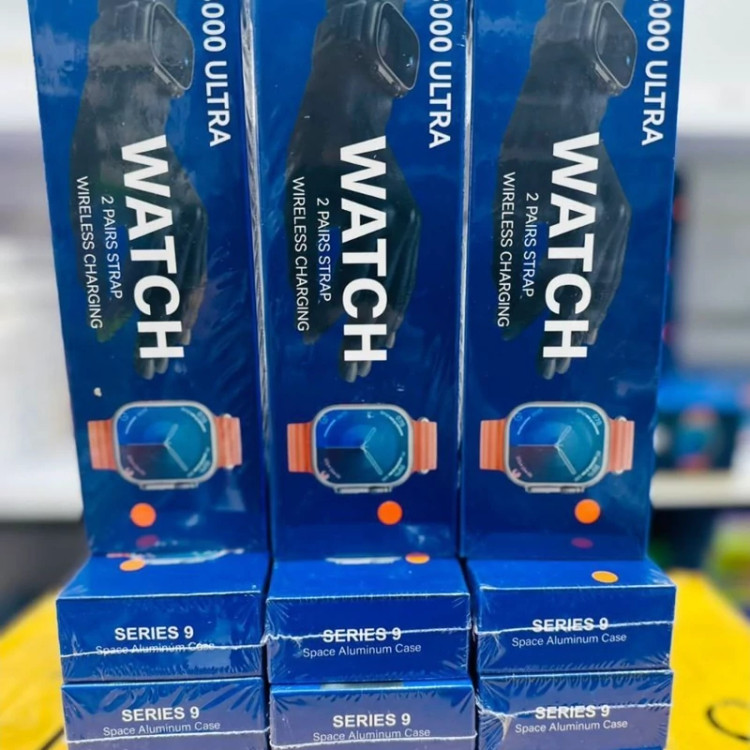 000 ULTRA
WATCH
2 PAIRS STRAP
WIRELESS CHARGING
000 ULTRA
WATCH
2 PAIRS STRAP
WIRELESS CHARGING
8000 ULTRA
WATCH
2 PAIRS STRAP
WIRELESS CHARGING
SERIES 9
Space Aluminum Case
SERIES 9
Space Aluminum Case
SERIES 9
Space Aluminum Case
SERIES 9
Space Aluminum Case
SERIES 9
Space Aluminum Case
SERIES 9
Space Aluminum Case